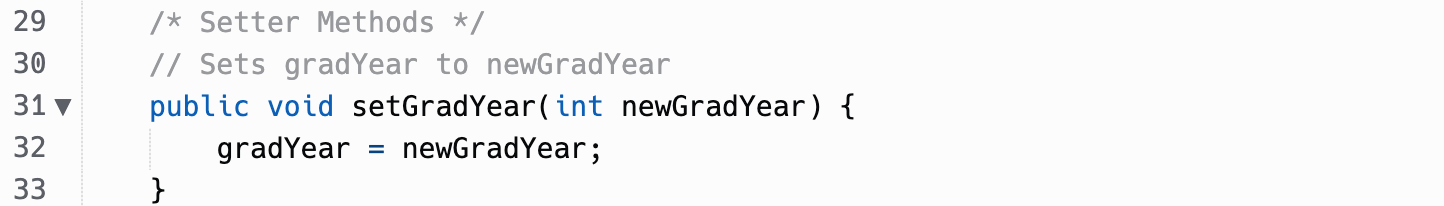 29 /* Setter Methods */
30 // Sets gradYear to newGradYear
31 public void setGradYear(int newGradYear) {
32 gradYear = newGradYear;
33 }